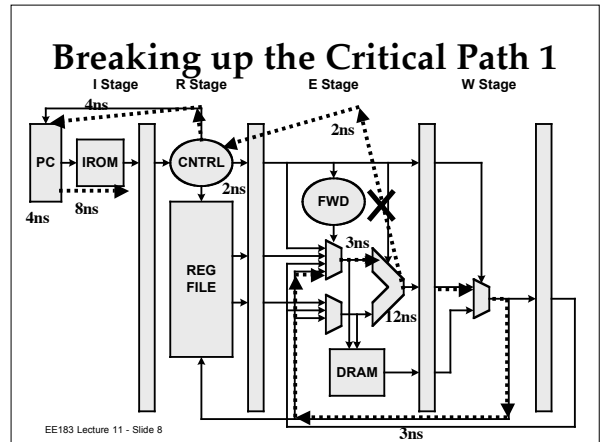 Breaking up the Critical Path 1
I Stage R Stage E Stage W Stage
4ns
2ns
PC IROM CNTRL
2ns
4ns 8ns
FWD
3ns
REG
FILE
12ns
DRAM
3ns
EE183 Lecture 11 - Slide 8